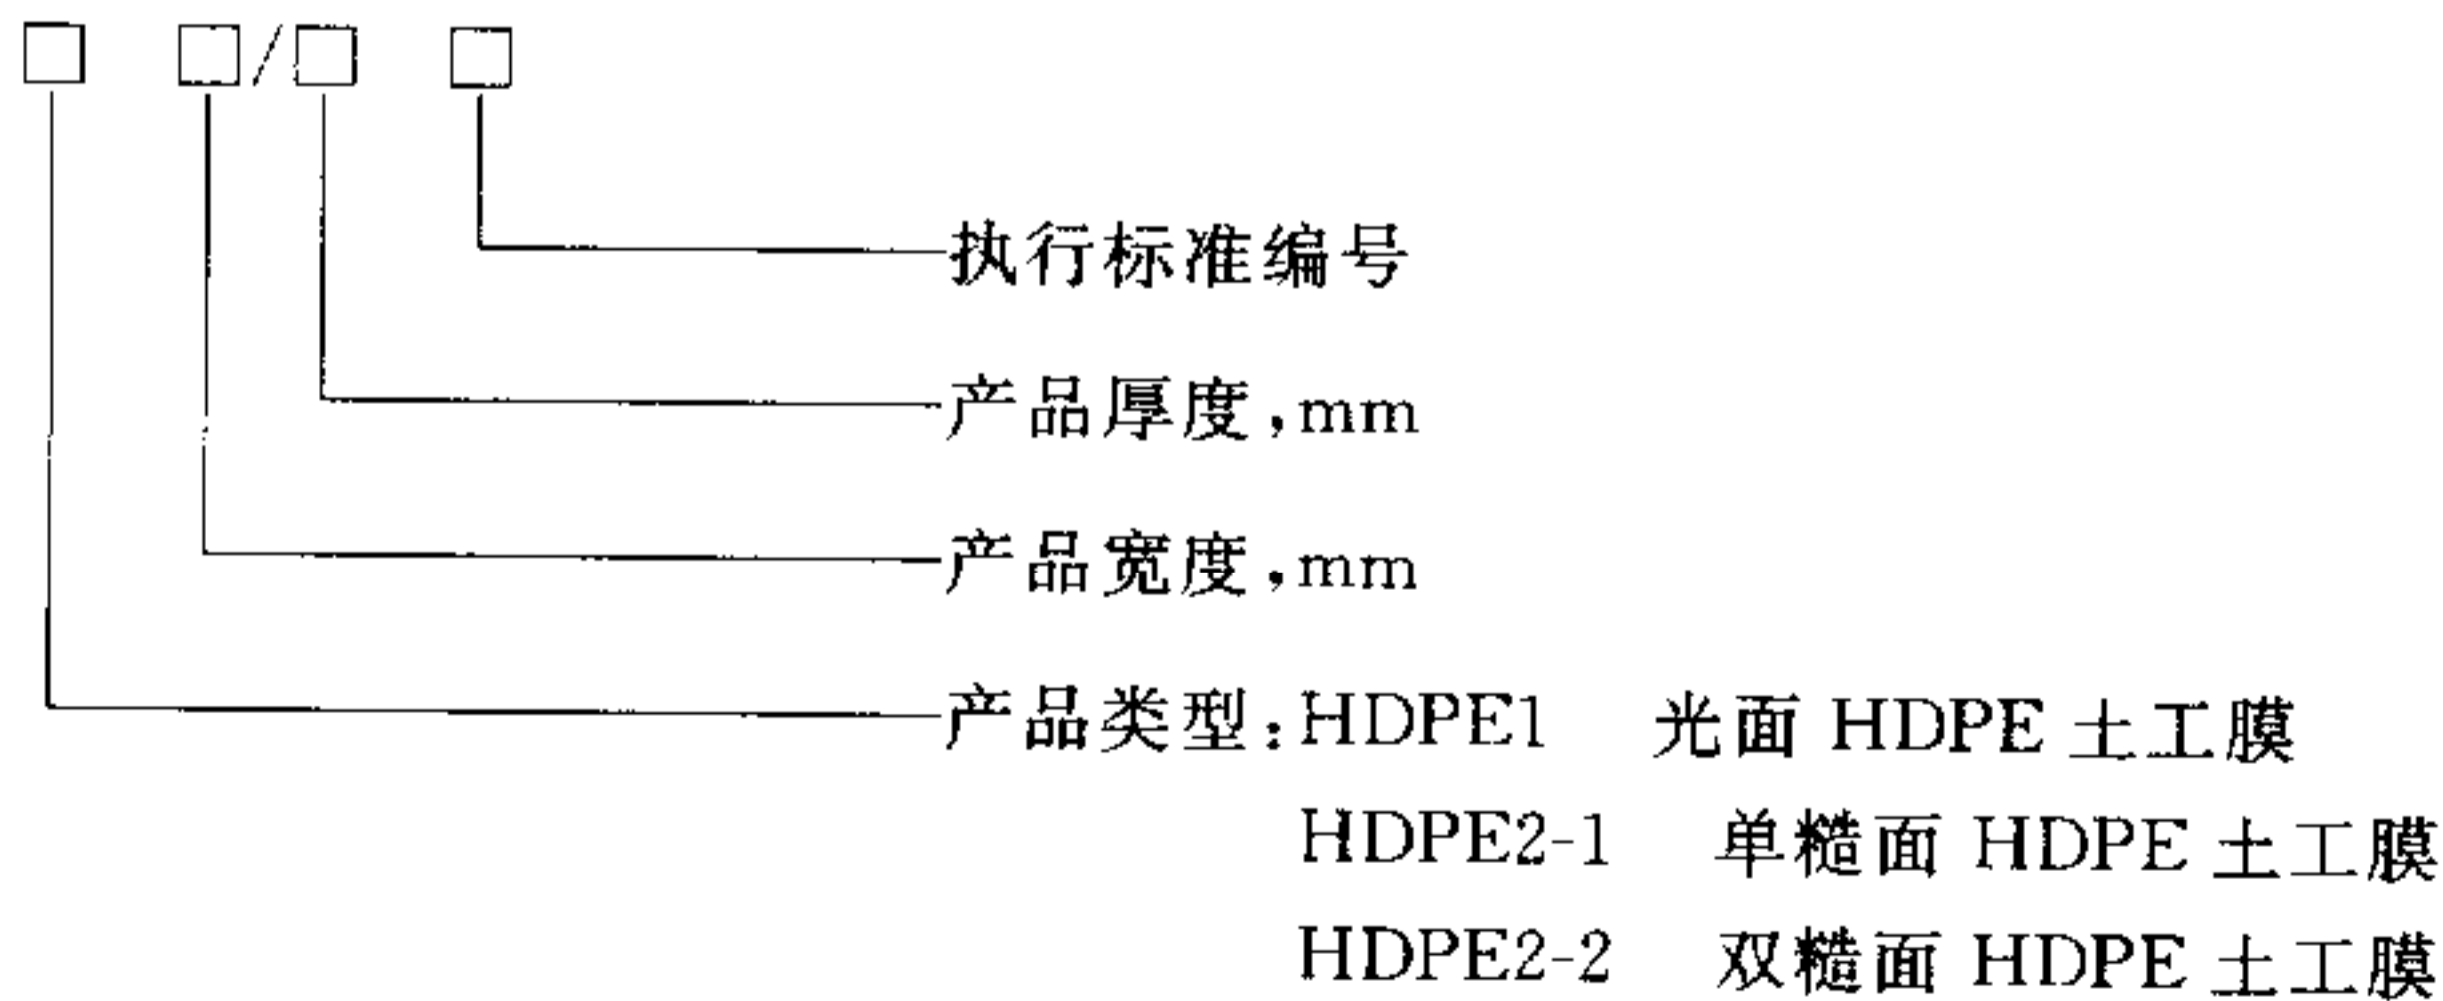 □ □/□ □
执行标准编号
产品厚度,mm
产品宽度,mm
产品类型:HDPE1 光面 HDPE 土工膜
HDPE2-1 单糙面 HDPE 土工膜
HDPE2-2 双糙面 HDPE 土工膜